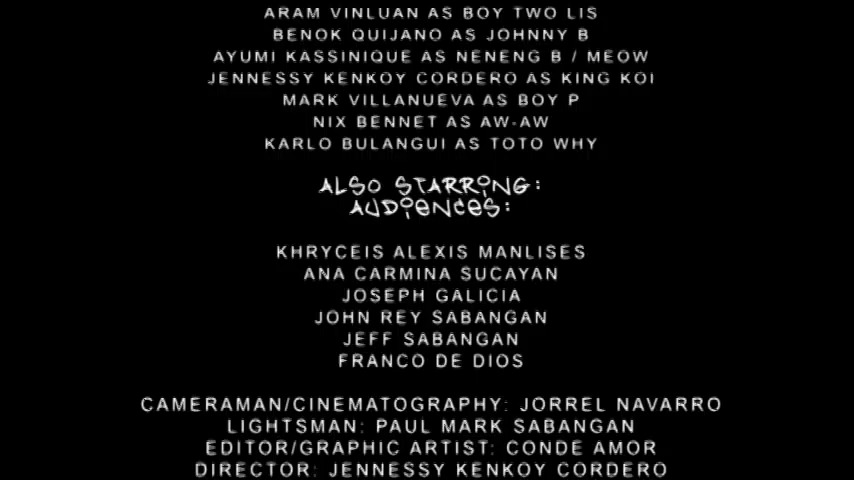 ARAM VINLUAN AS BOY TWO LIS
BENOK QUIJANO AS JOHNNY B
AYUMI KASSINIQUE AS NENENG B / MEOW
JENNESSY KENKOY CORDERO AS KING KOI
MARK VILLANUEVA AS BOY P
NIX BENNET AS AW-AW
KARLO BULANGUI AS TOTO WHY
ALSO STARRING:
AUDIENCES:
KHRYCEIS ALEXIS MANLISES
ANA CARMINA SUCAYAN
JOSEPH GALICIA
JOHN REY SABANGAN
JEFF SABANGAN
FRANCO DE DIOS
CAMERAMAN/CINEMATOGRAPHY: JORREL NAVARRO
LIGHTSMAN: PAUL MARK SABANGAN
EDITOR/GRAPHIC ARTIST: CONDE AMOR
DIRECTOR: JENNESSY KENKOY CORDERO